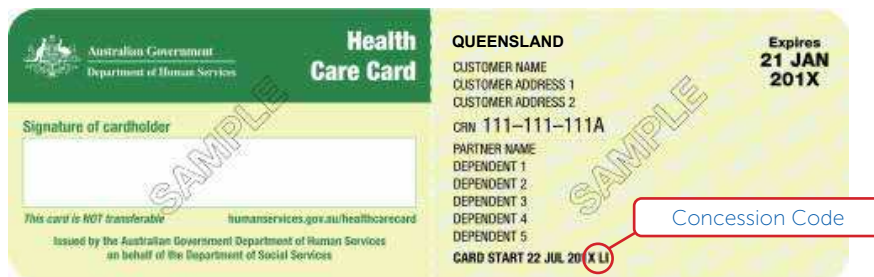 Australian Government
Department of Human Services
Health
Care Card
Signature of cardholder
SAMPLE
This card is NOT transferable
humanservices.gov.au/healthcarecard
Issued by the Australian Government Department of Human Services
on behalf of the Department of Social Services
QUEENSLAND
Expires
21 JAN
201X
CUSTOMER NAME
CUSTOMER ADDRESS 1
CUSTOMER ADDRESS 2
CRN 111–111–111A
PARTNER NAME
DEPENDENT 1
DEPENDENT 2
DEPENDENT 3
DEPENDENT 4
DEPENDENT 5
CARD START 22 JUL 201X LI
SAMPLE
Concession Code